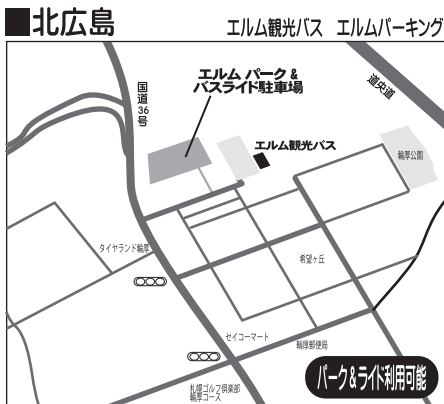 ■北広島
エルム観光バス エルムパーキング
国道36号
エルム パーク &
バスライド駐車場
道央道
エルム観光バス
輪厚公園
タイヤランド輪厚
希望ヶ丘
セイコーマート
輪厚郵便局
札幌ゴルフ倶楽部
輪厚コース
パーク&ライド利用可能